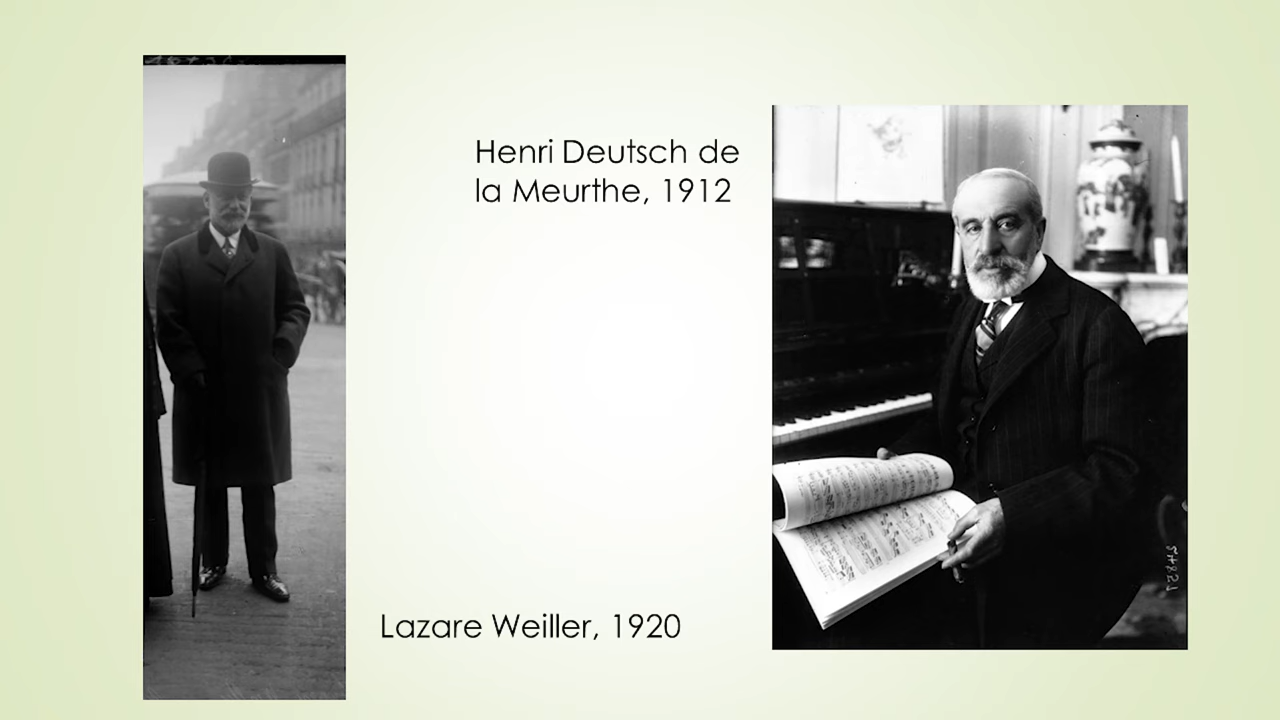 Henri Deutsch de
la Meurthe, 1912
Lazare Weiller, 1920